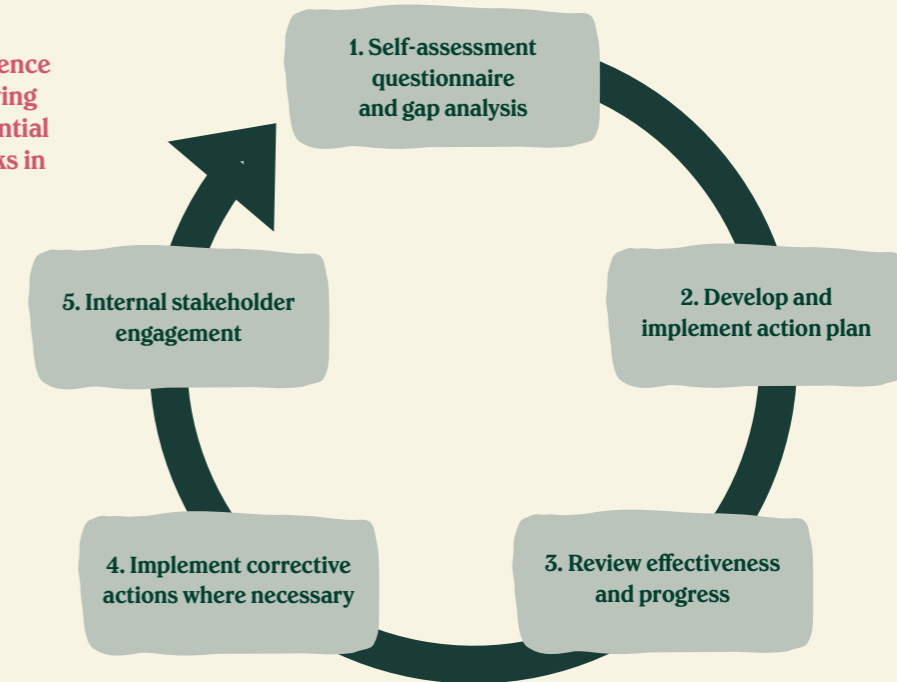 1. Self-assessment
questionnaire
and gap analysis
2. Develop and
implement action plan
3. Review effectiveness
and progress
4. Implement corrective
actions where necessary
5. Internal stakeholder
engagement